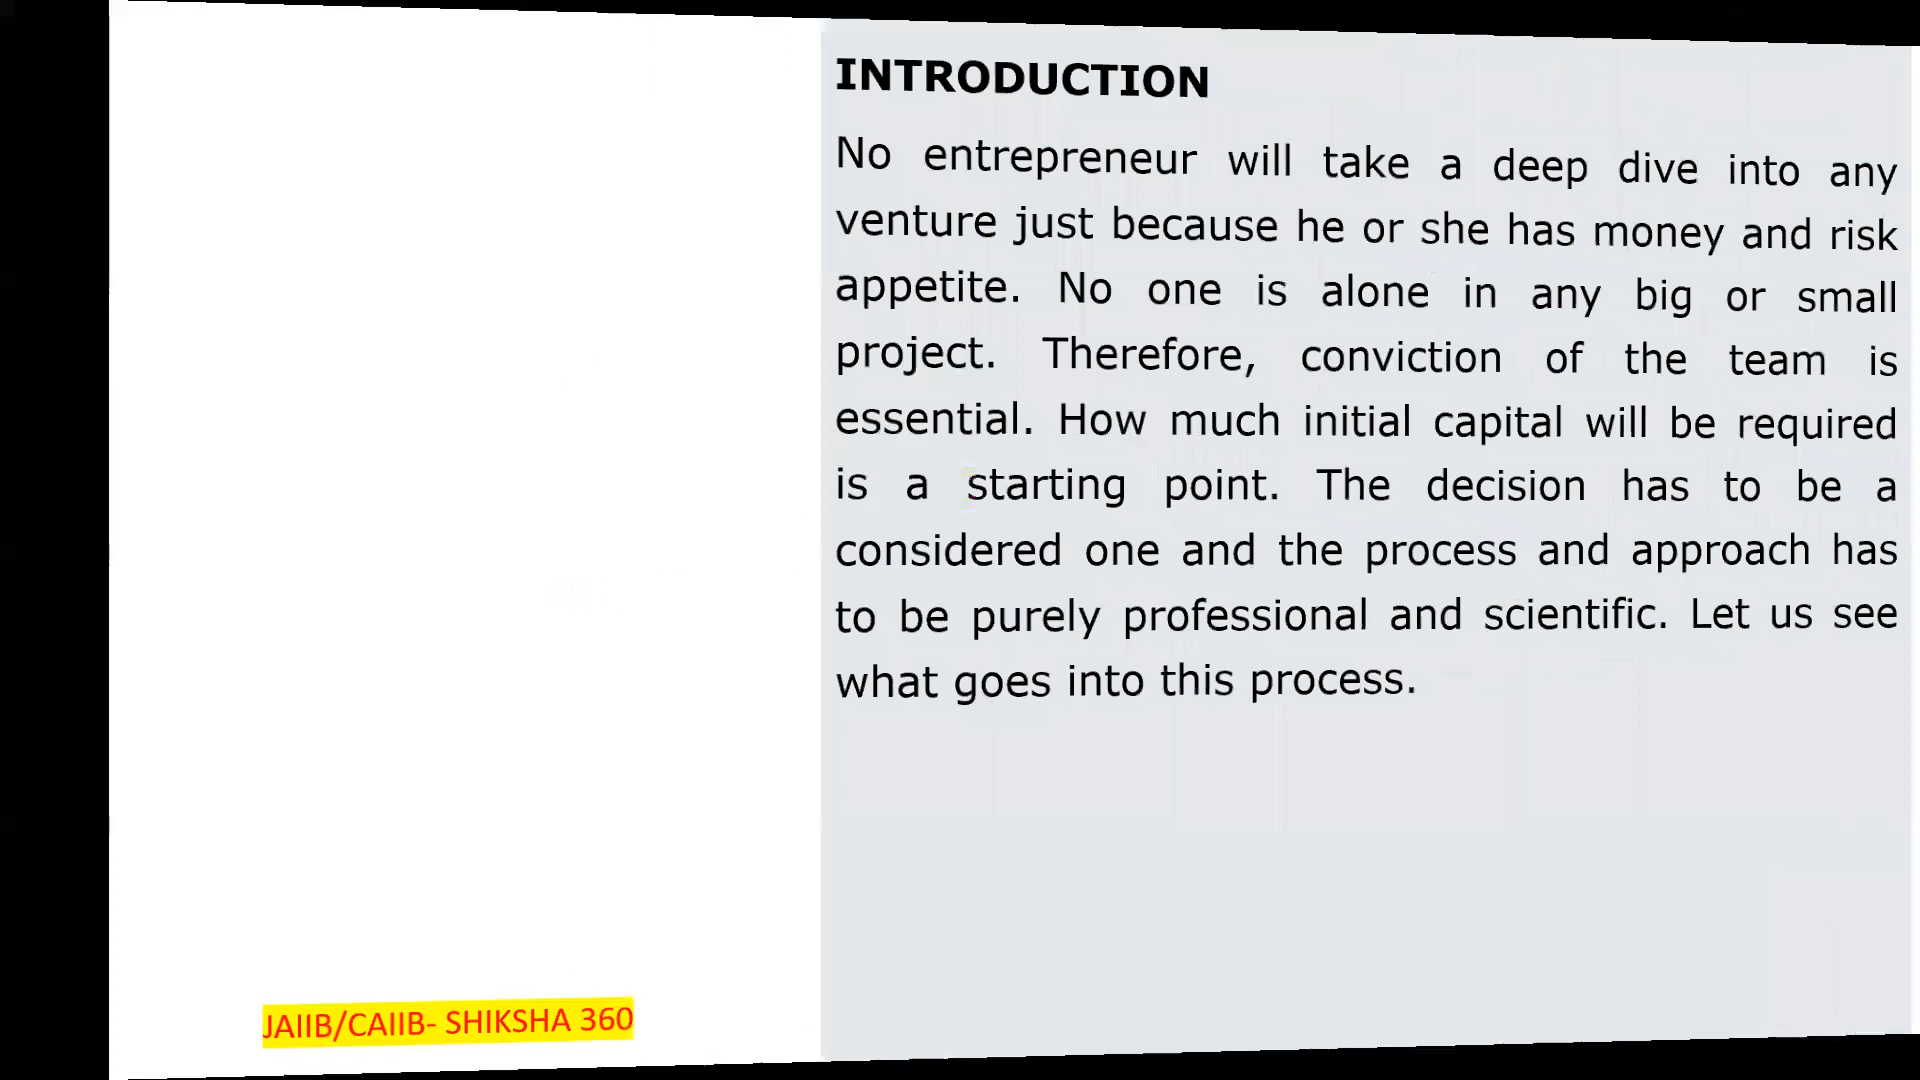 INTRODUCTION
No entrepreneur will take a deep dive into any
venture just because he or she has money and risk
appetite. No one is alone in any big or small
project. Therefore, conviction of the team is
essential. How much initial capital will be required
is a starting point. The decision has to be a
considered one and the process and approach has
to be purely professional and scientific. Let us see
what goes into this process.
JAIIB/CAIIB- SHIKSHA 360